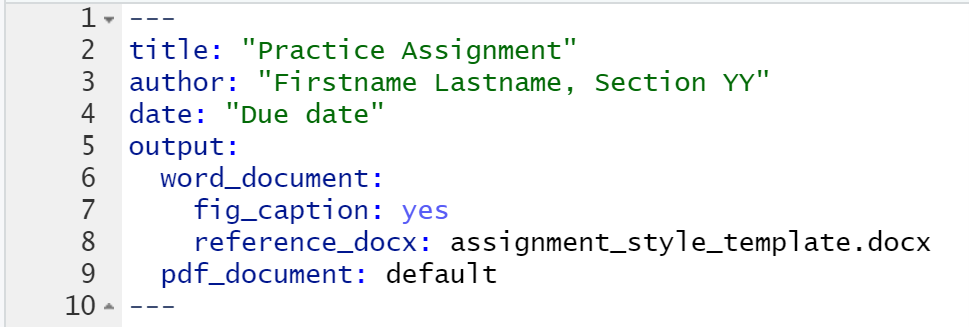 1 ---
2 title: "Practice Assignment"
3 author: "Firstname Lastname, Section YY"
4 date: "Due date"
5 output:
6   word_document:
7     fig_caption: yes
8     reference_docx: assignment_style_template.docx
9   pdf_document: default
10 ---